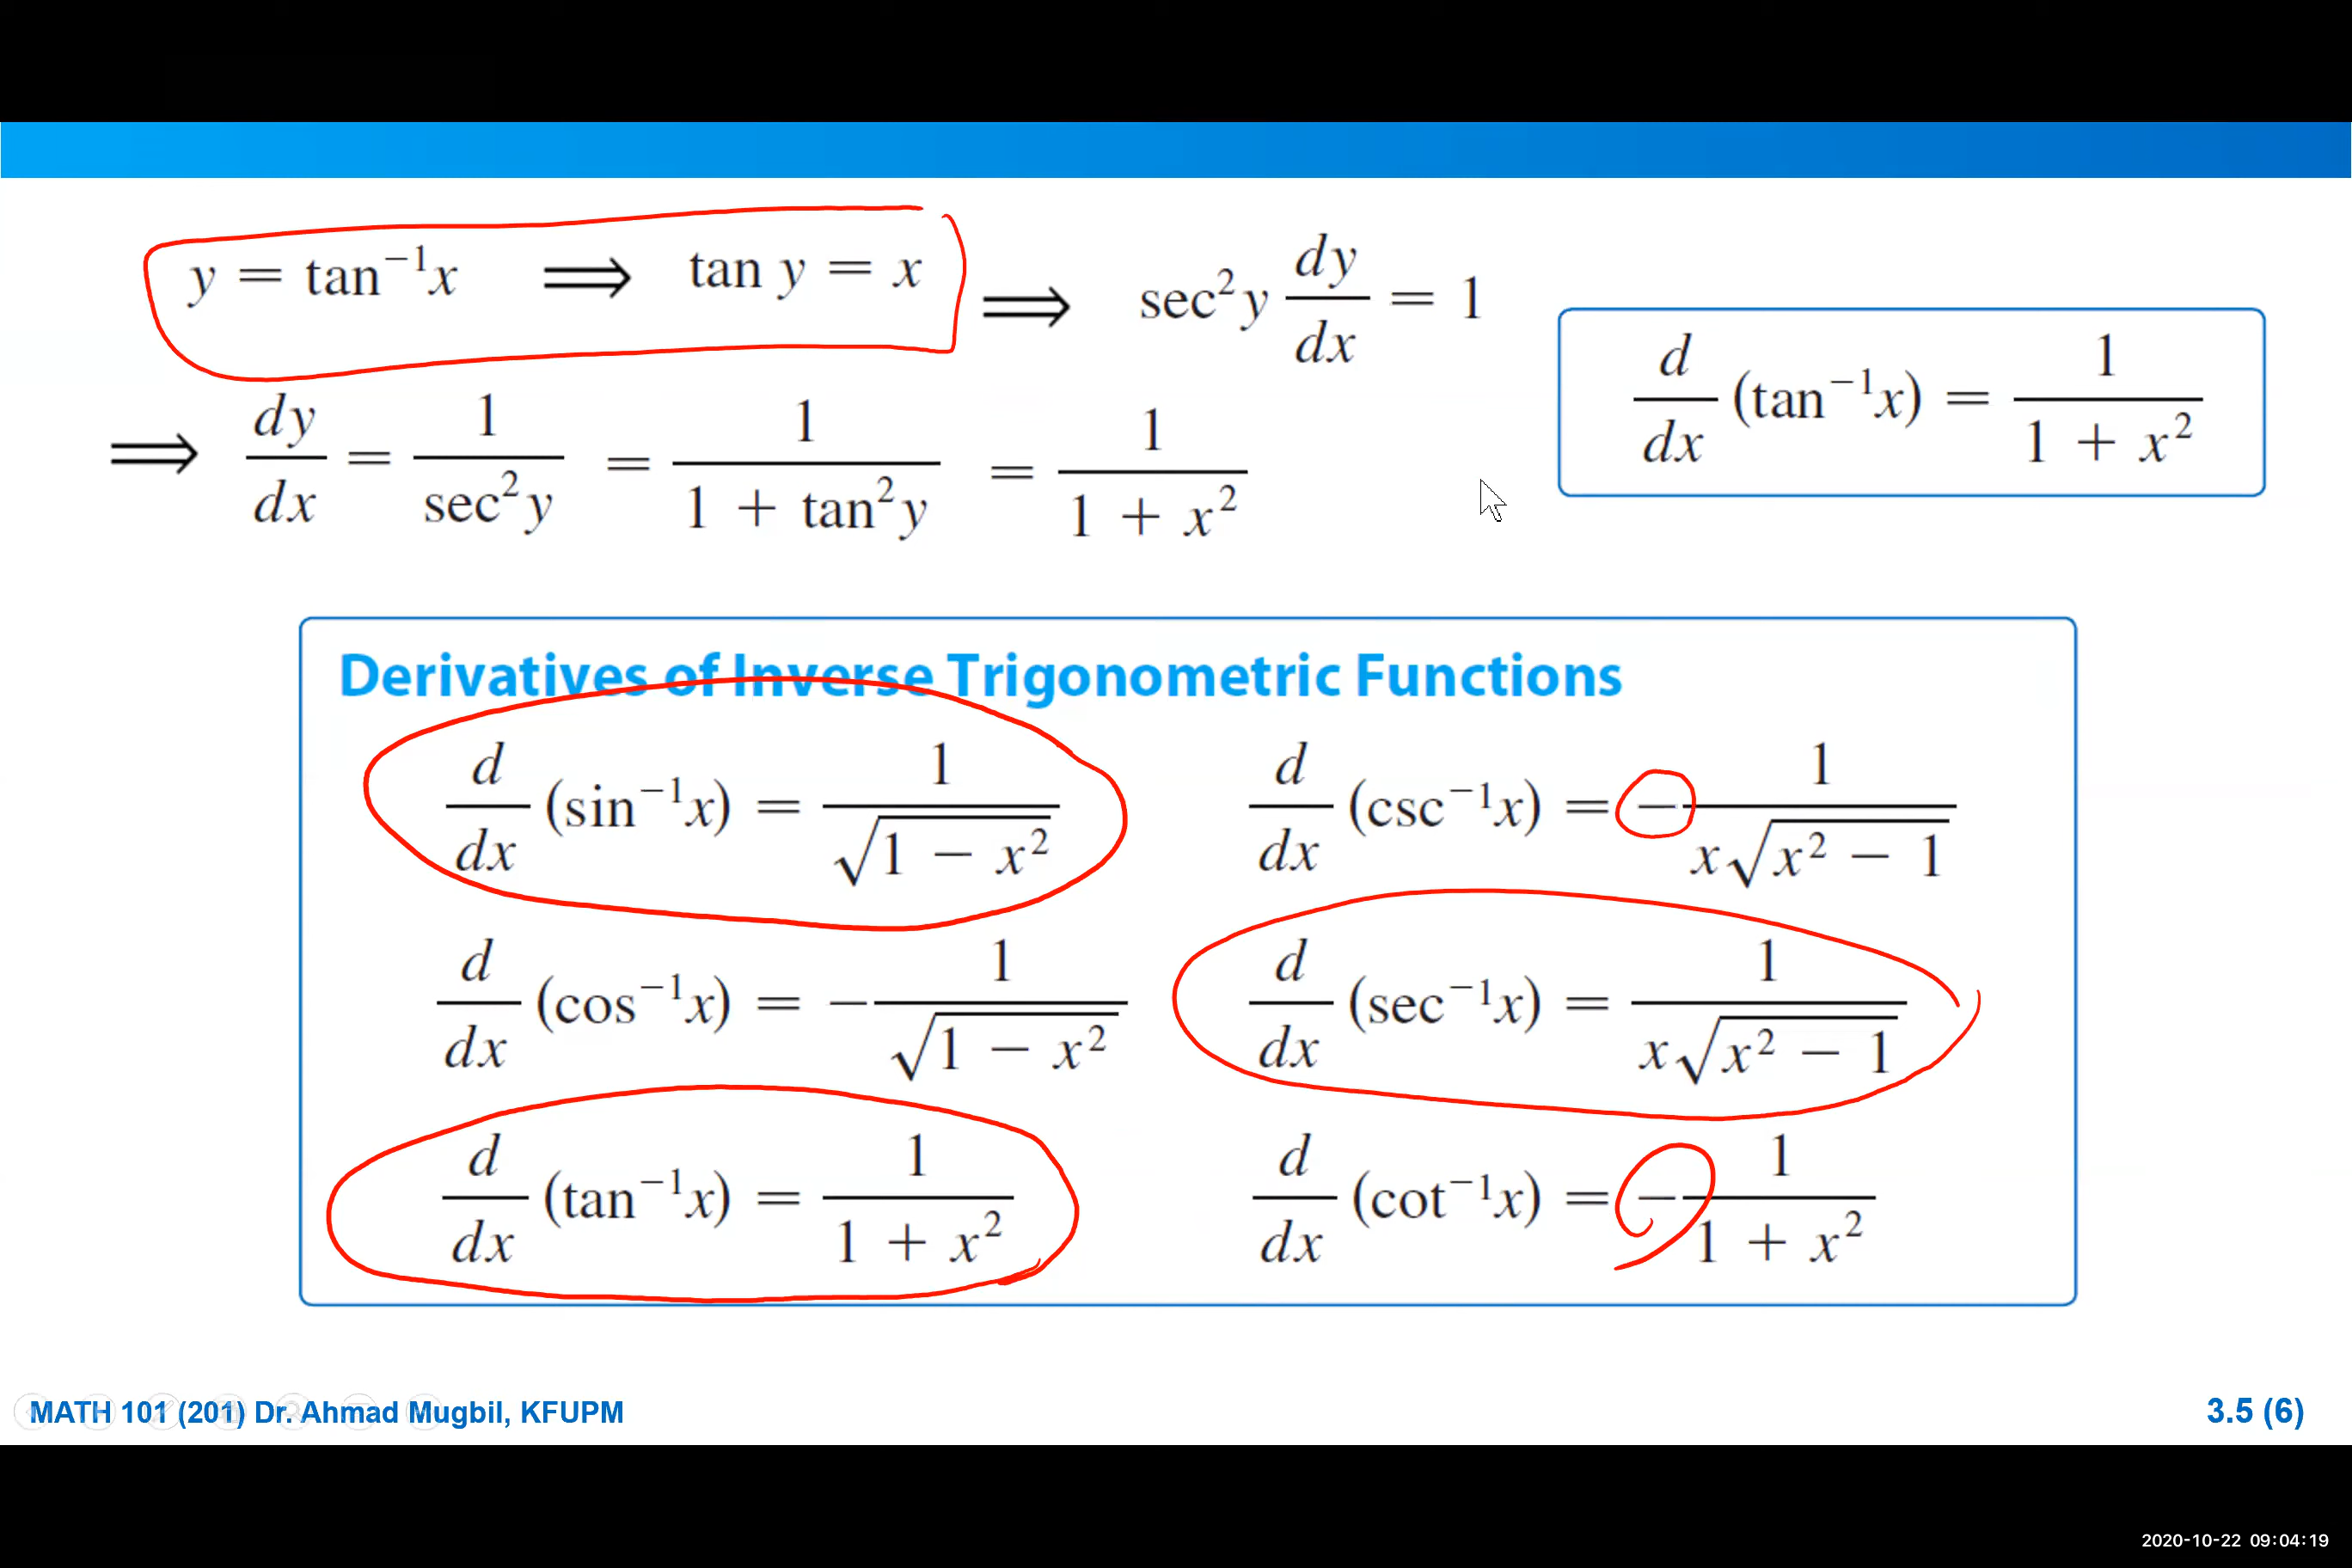 y = tan⁻¹x ⟹ tan y = x ⟹ sec²y dy/dx = 1
⟹ dy/dx = 1/sec²y = 1/(1 + tan²y) = 1/(1 + x²)
d/dx (tan⁻¹x) = 1/(1 + x²)
Derivatives of Inverse Trigonometric Functions
d/dx (sin⁻¹x) = 1/√(1 − x²)
d/dx (csc⁻¹x) = −1/(x√(x² − 1))
d/dx (cos⁻¹x) = −1/√(1 − x²)
d/dx (sec⁻¹x) = 1/(x√(x² − 1))
d/dx (tan⁻¹x) = 1/(1 + x²)
d/dx (cot⁻¹x) = −1/(1 + x²)
MATH 101 (201) Dr. Ahmad Mugbil, KFUPM
3.5 (6)
2020-10-22 09:04:19